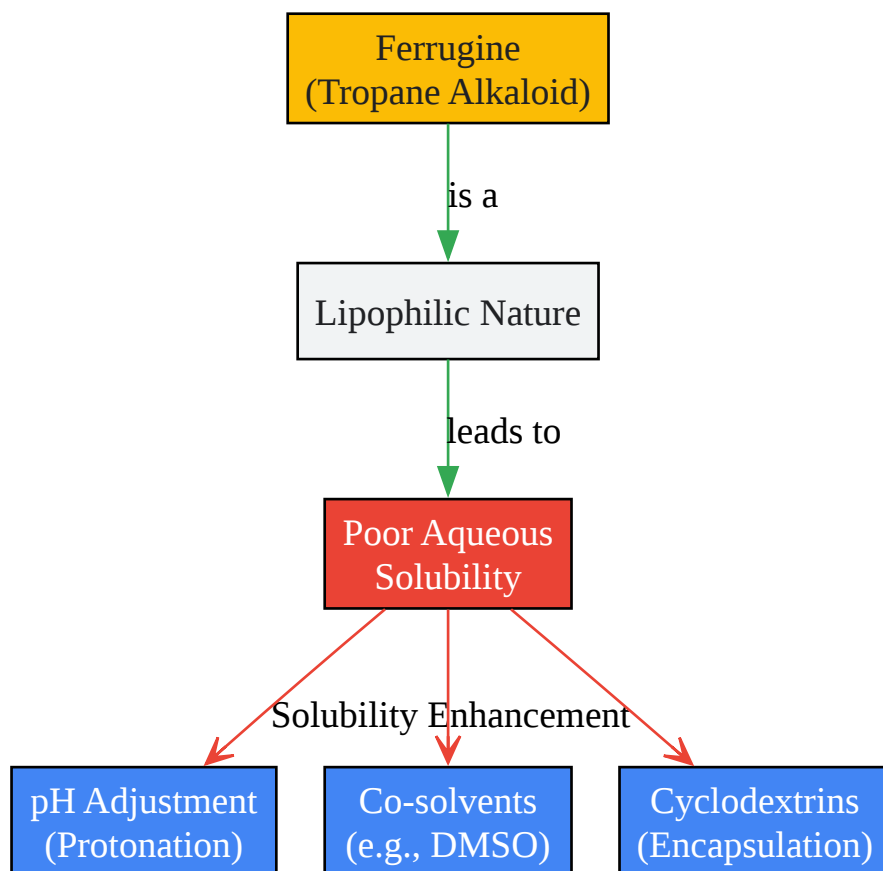 Ferrugine
(Tropane Alkaloid)
is a
Lipophilic Nature
leads to
Poor Aqueous
Solubility
Solubility Enhancement
pH Adjustment
(Protonation)
Co-solvents
(e.g., DMSO)
Cyclodextrins
(Encapsulation)